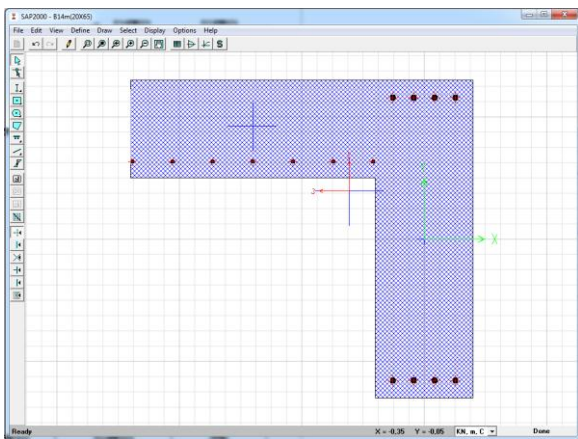 SAP2000 - B14m(20X65)
File Edit View Define Draw Select Display Options Help
X
Ready X = -0,35 Y = -0,05 KN, m, C Done